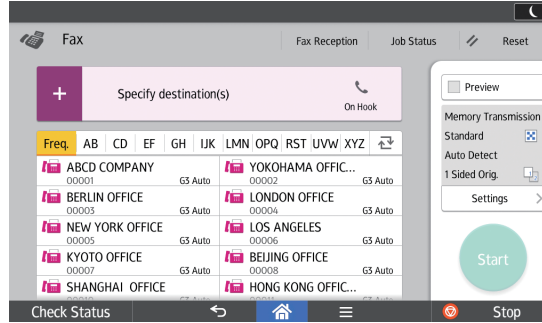 Fax
Fax Reception
Job Status
Reset
+
Specify destination(s)
On Hook
Preview
Memory Transmission
Standard
Auto Detect
1 Sided Orig.
Settings
Start
Freq. AB CD EF GH IJK LMN OPQ RST UVW XYZ
ABCD COMPANY
00001 G3 Auto
YOKOHAMA OFFIC...
00002 G3 Auto
BERLIN OFFICE
00003 G3 Auto
LONDON OFFICE
00004 G3 Auto
NEW YORK OFFICE
00005 G3 Auto
LOS ANGELES
00006 G3 Auto
KYOTO OFFICE
00007 G3 Auto
BEIJING OFFICE
00008 G3 Auto
SHANGHAI OFFICE
HONG KONG OFFIC...
Check Status
Stop